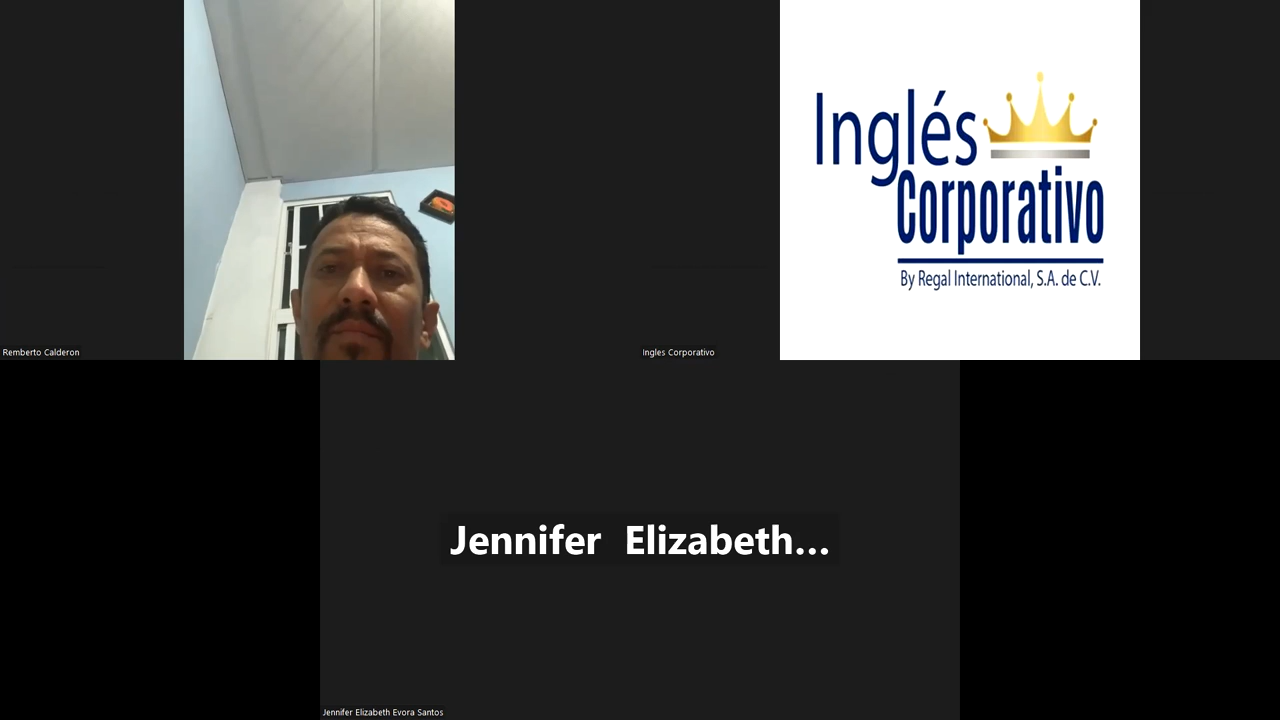 Inglés
Corporativo
By Regal International, S.A. de C.V.
Remberto Calderon
Ingles Corporativo
Jennifer Elizabeth...
Jennifer Elizabeth Evora Santos